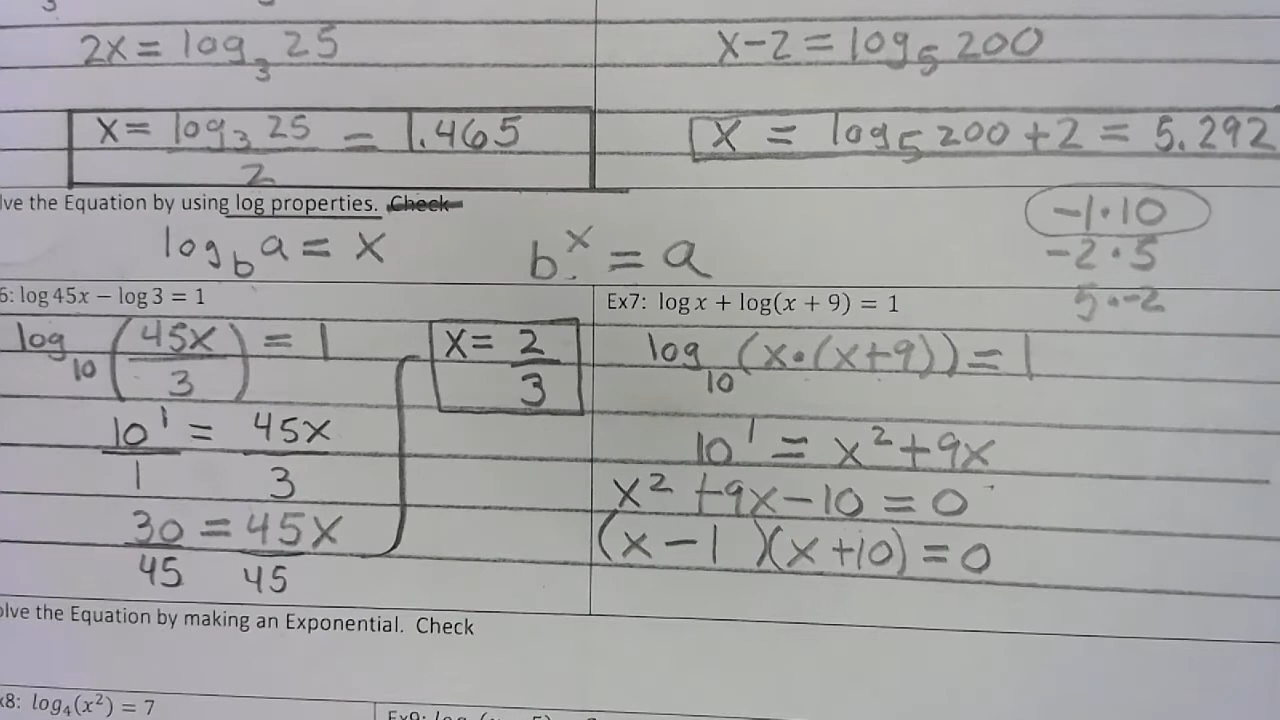 2x = log₃ 25
x = log₃ 25 / 2 = 1.465
x-2 = log₅ 200
x = log₅ 200 + 2 = 5.292
lve the Equation by using log properties. Check
log_b a = x
b^x = a
-1·10
-2·5
5·-2
6: log 45x − log 3 = 1
log₁₀ (45x / 3) = 1
10¹ / 1 = 45x / 3
30 / 45 = 45x / 45
x = 2 / 3
Ex7: log x + log(x + 9) = 1
log₁₀ (x·(x+9)) = 1
10¹ = x² + 9x
x² + 9x - 10 = 0
(x - 1)(x + 10) = 0
olve the Equation by making an Exponential. Check
x8: log₄(x²) = 7